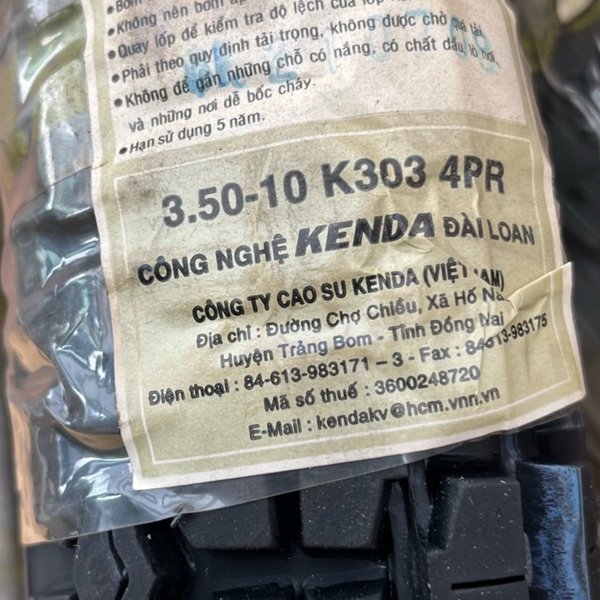 •Không nên bơm
•Quay lốp để kiểm tra độ lệch của lốp
•Phải theo quy định tải trọng, không được chở quá tải
•Không để gần những chỗ có nắng, có chất dầu, lò hơi,
và những nơi dễ bốc cháy.
•Hạn sử dụng 5 năm.
3.50-10 K303 4PR
CÔNG NGHỆ KENDA ĐÀI LOAN
CÔNG TY CAO SU KENDA (VIỆT NAM)
Địa chỉ : Đường Chợ Chiều, Xã Hố Na
Huyện Trảng Bom - Tỉnh Đồng Nai
Điện thoại : 84-613-983171 – 3 - Fax : 84-613-983175
Mã số thuế : 3600248720
E-Mail : kendakv@hcm.vnn.vn